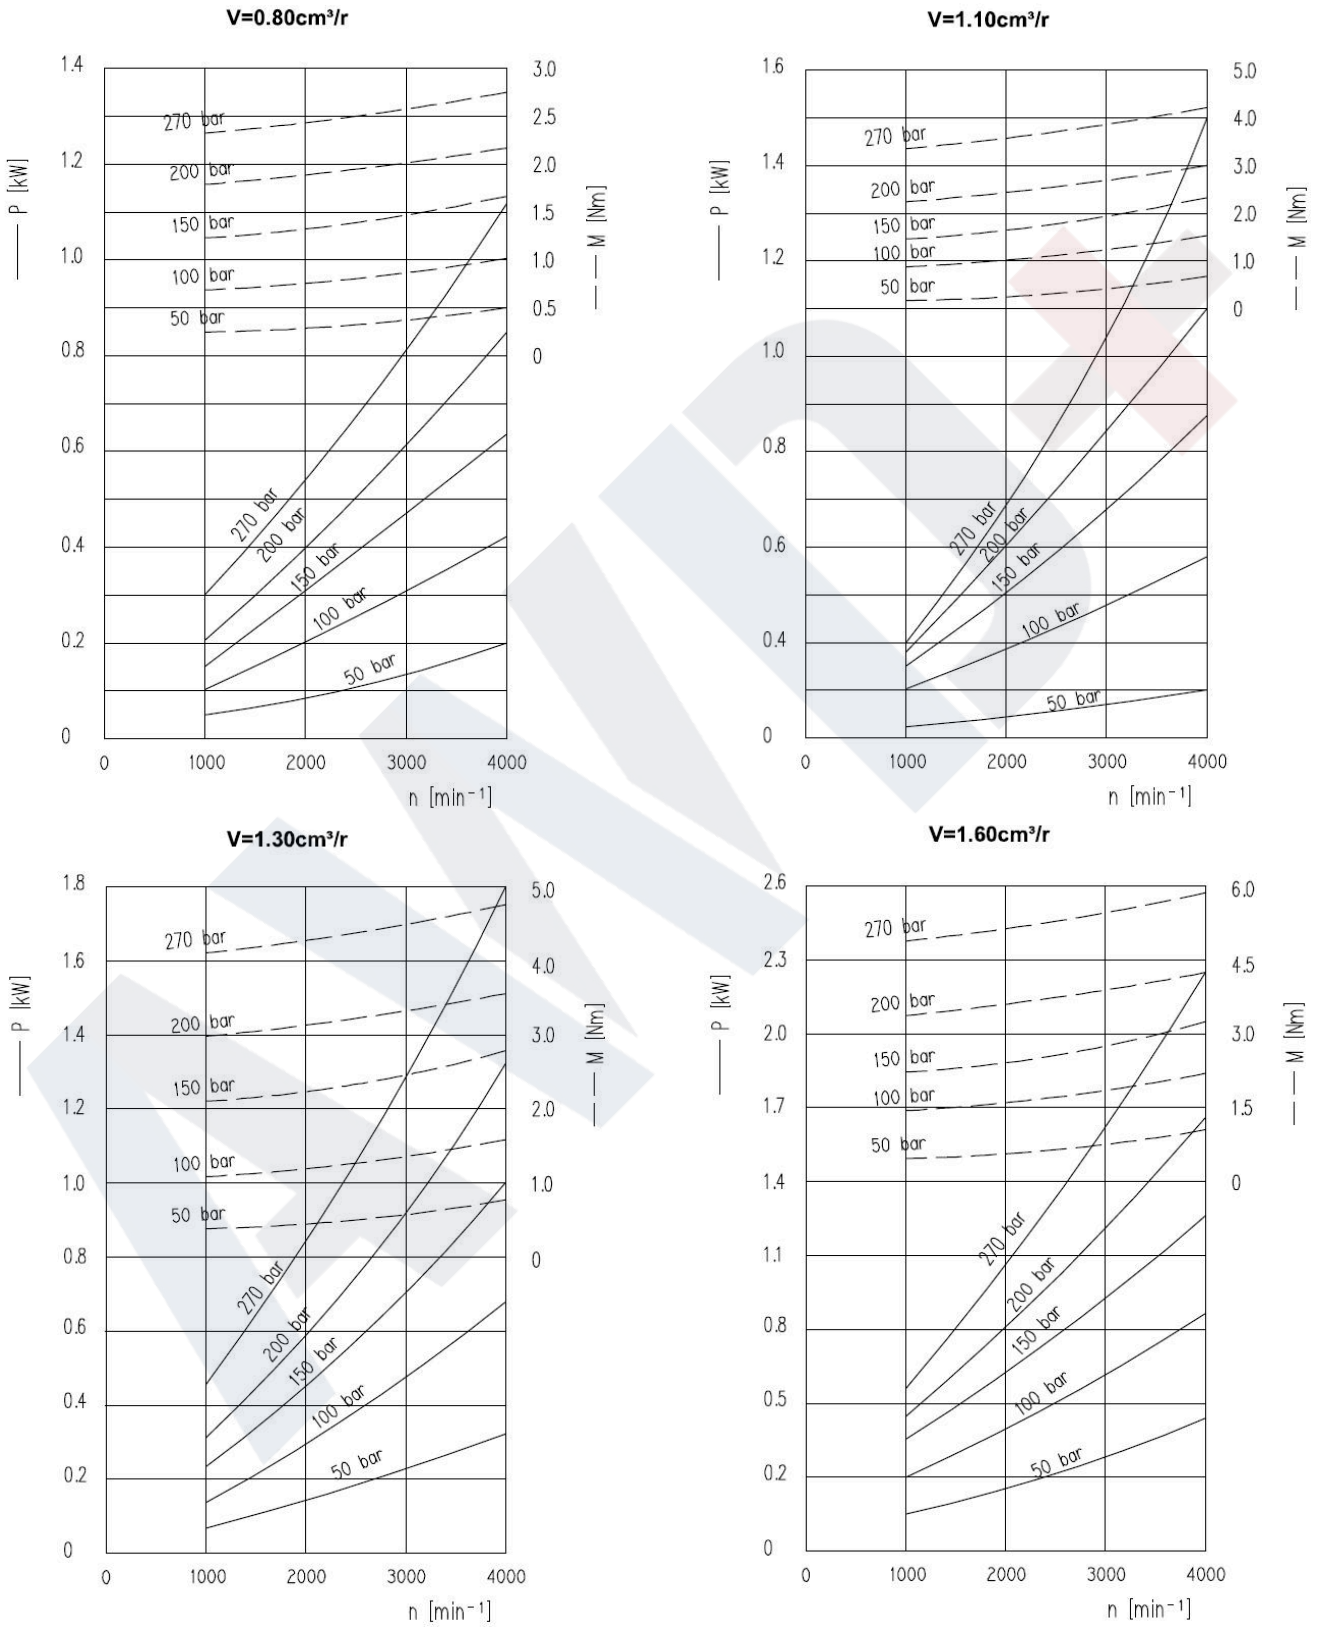 V=0.80cm³/r
1.4
1.2
1.0
0.8
0.6
0.4
0.2
0
P [kW]
3.0
2.5
2.0
1.5
1.0
0.5
0
M [Nm]
270 bar
200 bar
150 bar
100 bar
50 bar
270 bar
200 bar
150 bar
100 bar
50 bar
0 1000 2000 3000 4000
n [min⁻¹]
V=1.10cm³/r
1.6
1.4
1.2
1.0
0.8
0.6
0.4
0
P [kW]
5.0
4.0
3.0
2.0
1.0
0
M [Nm]
270 bar
200 bar
150 bar
100 bar
50 bar
270 bar
200 bar
150 bar
100 bar
50 bar
0 1000 2000 3000 4000
n [min⁻¹]
V=1.30cm³/r
1.8
1.6
1.4
1.2
1.0
0.8
0.6
0.4
0.2
0
P [kW]
5.0
4.0
3.0
2.0
1.0
0
M [Nm]
270 bar
200 bar
150 bar
100 bar
50 bar
270 bar
200 bar
150 bar
100 bar
50 bar
0 1000 2000 3000 4000
n [min⁻¹]
V=1.60cm³/r
2.6
2.3
2.0
1.7
1.4
1.1
0.8
0.5
0.2
0
P [kW]
6.0
4.5
3.0
1.5
0
M [Nm]
270 bar
200 bar
150 bar
100 bar
50 bar
270 bar
200 bar
150 bar
100 bar
50 bar
0 1000 2000 3000 4000
n [min⁻¹]
AWD+